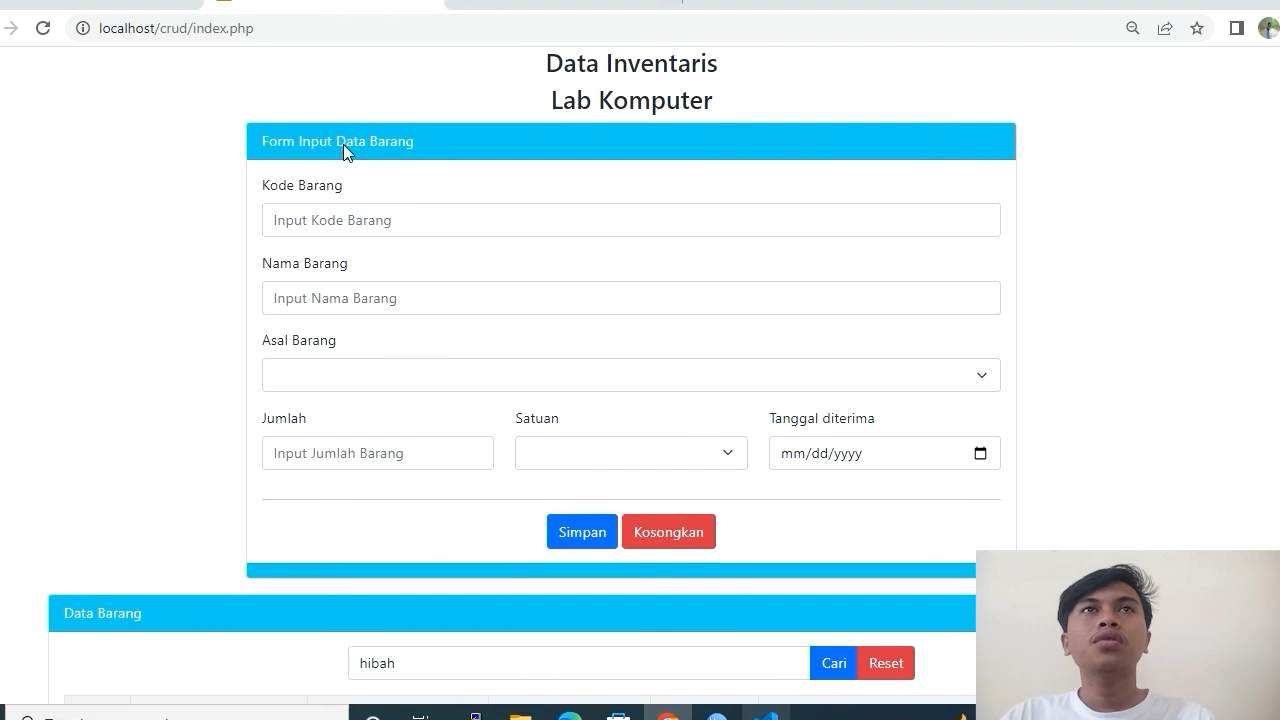 localhost/crud/index.php
Data Inventaris
Lab Komputer
Form Input Data Barang
Kode Barang
Input Kode Barang
Nama Barang
Input Nama Barang
Asal Barang
Jumlah
Satuan
Tanggal diterima
Input Jumlah Barang
mm/dd/yyyy
Simpan
Kosongkan
Data Barang
hibah
Cari
Reset